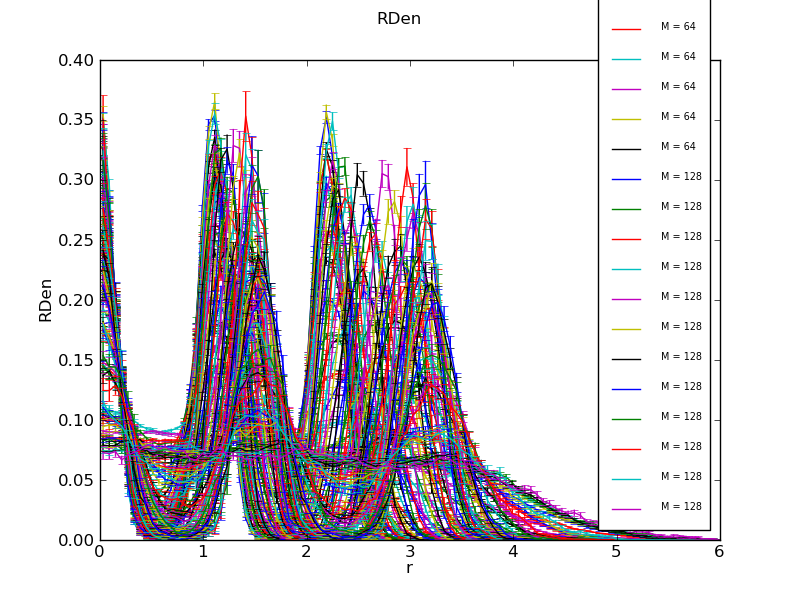 RDen
M = 64
M = 64
M = 64
M = 64
M = 64
M = 128
M = 128
M = 128
M = 128
M = 128
M = 128
M = 128
M = 128
M = 128
M = 128
M = 128
M = 128
0.40
0.35
0.30
0.25
0.20
0.15
0.10
0.05
0.00
RDen
0 1 2 3 4 5 6
r